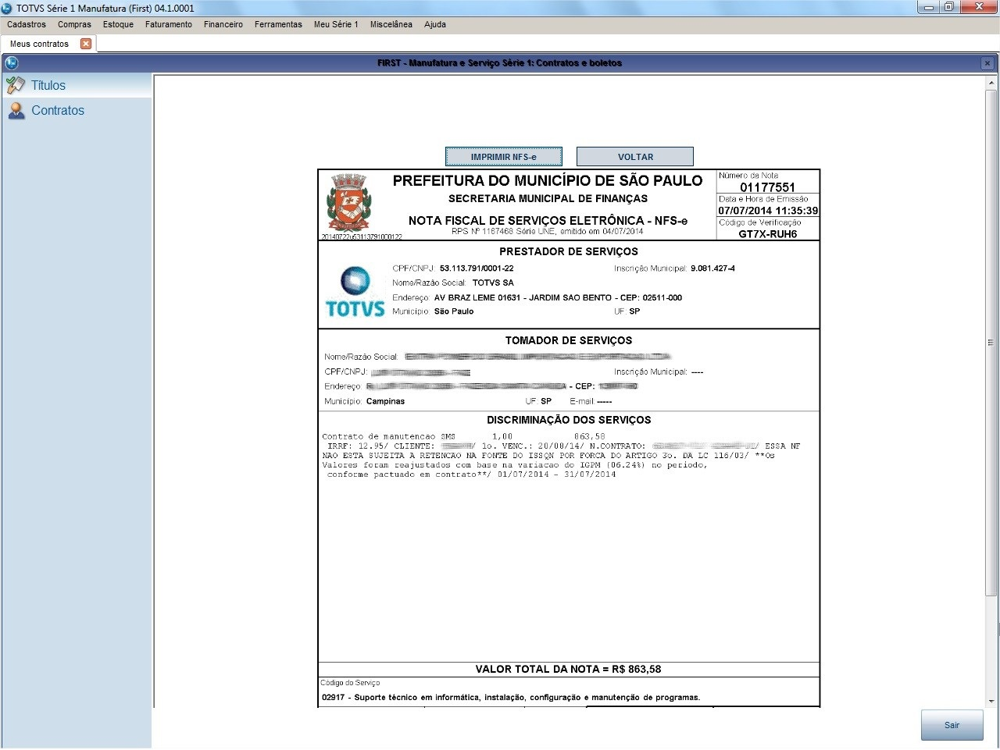 TOTVS Série 1 Manufatura (First) 04.1.0001
Cadastros Compras Estoque Faturamento Financeiro Ferramentas Meu Série 1 Miscelânea Ajuda
Meus contratos
FIRST - Manufatura e Serviço Série 1: Contratos e boletos
Títulos
Contratos
IMPRIMIR NFS-e VOLTAR
PREFEITURA DO MUNICÍPIO DE SÃO PAULO
SECRETARIA MUNICIPAL DE FINANÇAS
NOTA FISCAL DE SERVIÇOS ELETRÔNICA - NFS-e
RPS Nº 1167468 Série UNE, emitido em 04/07/2014
20140722u53113791000122
Número da Nota
01177551
Data e Hora de Emissão
07/07/2014 11:35:39
Código de Verificação
GT7X-RUH6
PRESTADOR DE SERVIÇOS
TOTVS
CPF/CNPJ: 53.113.791/0001-22 Inscrição Municipal: 9.081.427-4
Nome/Razão Social: TOTVS SA
Endereço: AV BRAZ LEME 01631 - JARDIM SAO BENTO - CEP: 02511-000
Município: São Paulo UF: SP
TOMADOR DE SERVIÇOS
Nome/Razão Social:
CPF/CNPJ: Inscrição Municipal: ----
Endereço: - CEP:
Município: Campinas UF: SP E-mail: -----
DISCRIMINAÇÃO DOS SERVIÇOS
Contrato de manutencao SMS 1,00 863,58
IRRF: 12.95/ CLIENTE: / 1o. VENC.: 20/08/14/ N.CONTRATO: / ESSA NF
NAO ESTA SUJEITA A RETENCAO NA FONTE DO ISSQN POR FORCA DO ARTIGO 3o. DA LC 116/03/ **Os
Valores foram reajustados com base na variacao do IGPM (06.24%) no periodo,
conforme pactuado em contrato**/ 01/07/2014 - 31/07/2014
VALOR TOTAL DA NOTA = R$ 863,58
Código do Serviço
02917 - Suporte técnico em informática, instalação, configuração e manutenção de programas.
Sair